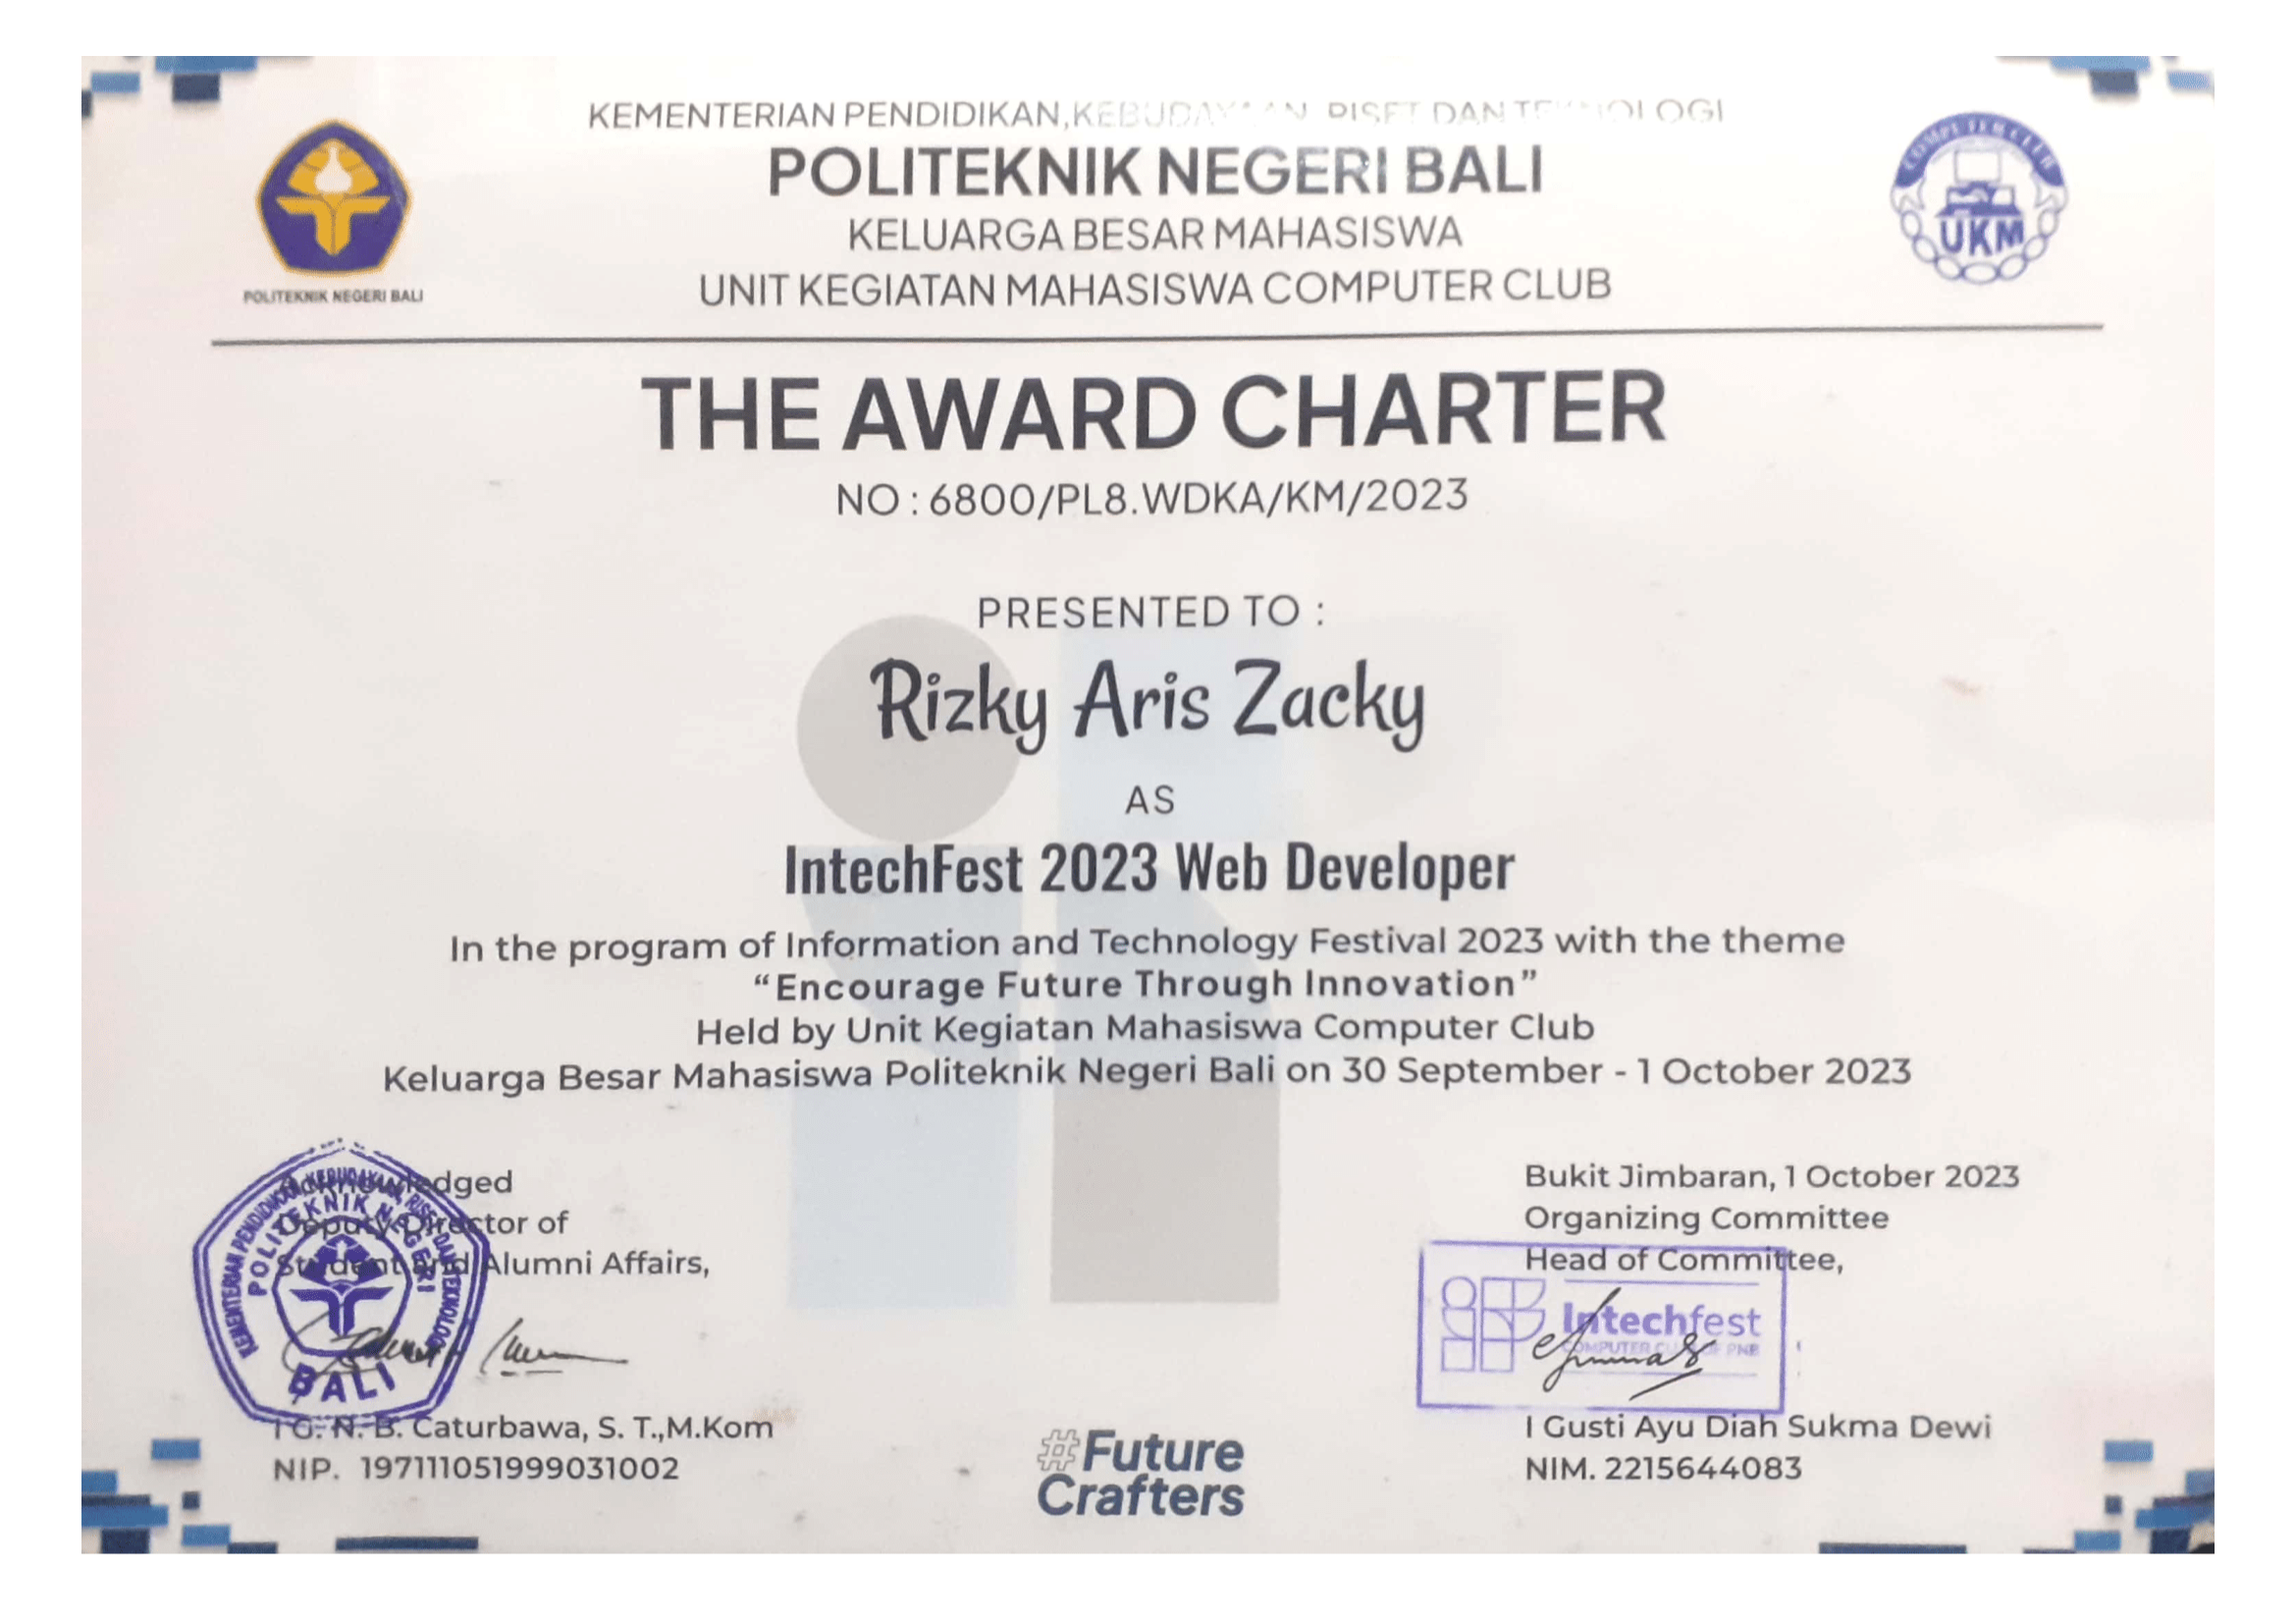 KEMENTERIAN PENDIDIKAN, KEBUDAYAAN, RISET DAN TEKNOLOGI
POLITEKNIK NEGERI BALI
KELUARGA BESAR MAHASISWA
UNIT KEGIATAN MAHASISWA COMPUTER CLUB
POLITEKNIK NEGERI BALI
COMPUTER CLUB
UKM
THE AWARD CHARTER
NO : 6800/PL8.WDKA/KM/2023
PRESENTED TO :
Rizky Aris Zacky
AS
IntechFest 2023 Web Developer
In the program of Information and Technology Festival 2023 with the theme
“Encourage Future Through Innovation”
Held by Unit Kegiatan Mahasiswa Computer Club
Keluarga Besar Mahasiswa Politeknik Negeri Bali on 30 September - 1 October 2023
Acknowledged
Deputy Director of
Student and Alumni Affairs,
KEMENTERIAN PENDIDIKAN, KEBUDAYAAN, RISET, DAN TEKNOLOGI
POLITEKNIK NEGERI
BALI
I G. N. B. Caturbawa, S. T.,M.Kom
NIP. 197111051999031002
Bukit Jimbaran, 1 October 2023
Organizing Committee
Head of Committee,
Intechfest
COMPUTER CLUB OF PNB
I Gusti Ayu Diah Sukma Dewi
NIM. 2215644083
#Future
Crafters